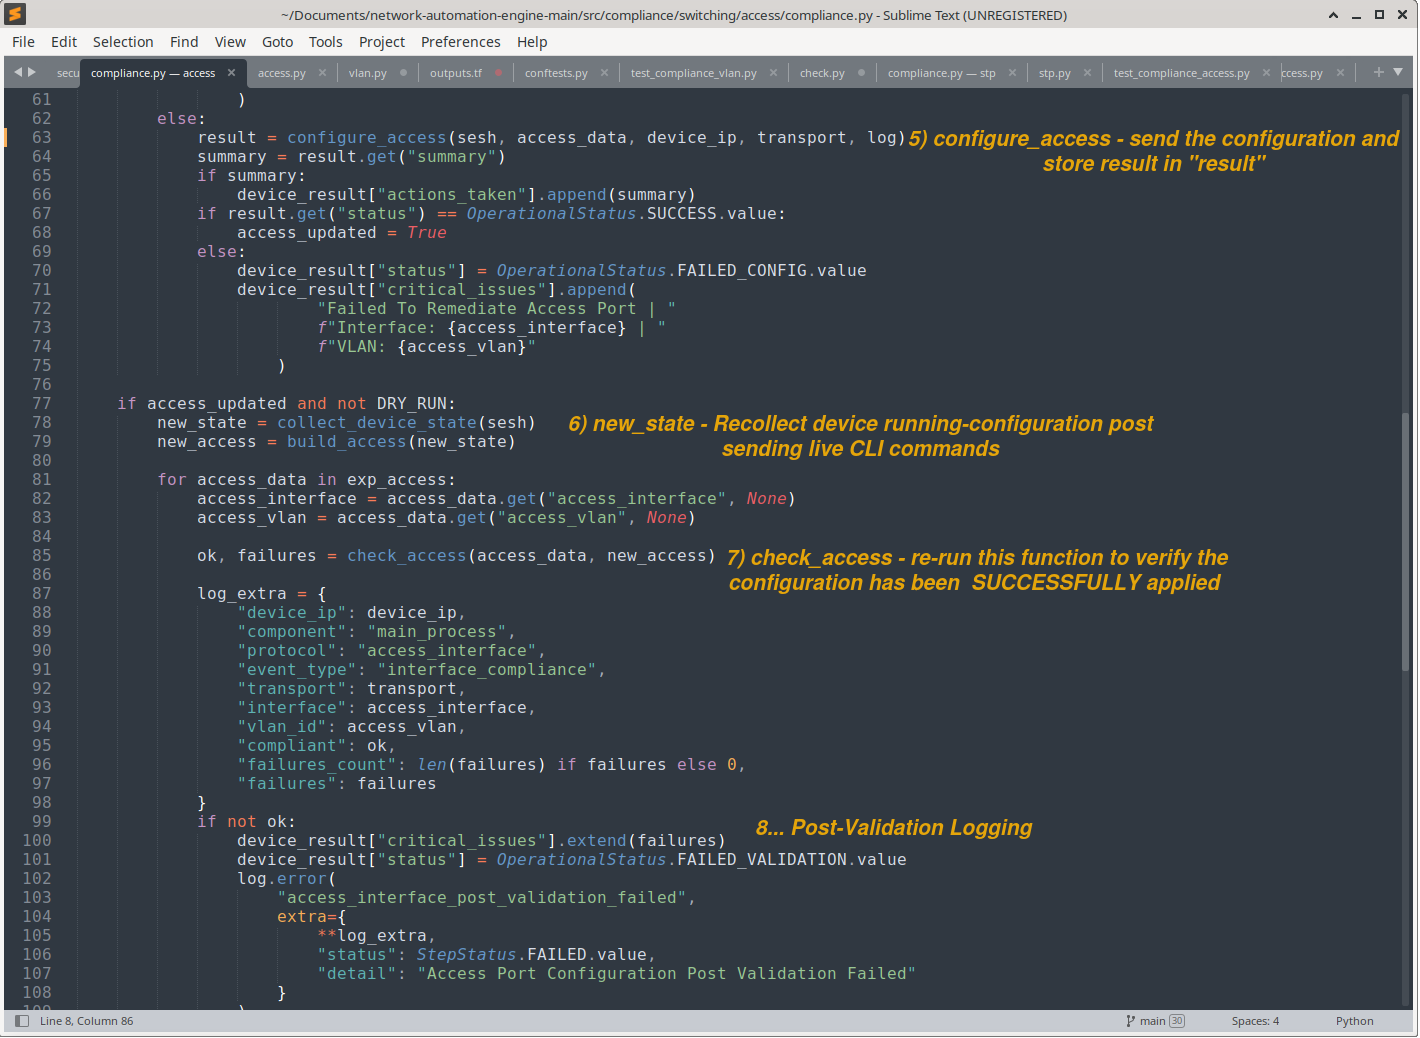 ~/Documents/network-automation-engine-main/src/compliance/switching/access/compliance.py - Sublime Text (UNREGISTERED)
File Edit Selection Find View Goto Tools Project Preferences Help
secu compliance.py — access access.py vlan.py outputs.tf conftests.py test_compliance_vlan.py check.py compliance.py — stp stp.py test_compliance_access.py ccess.py
61 )
62 else:
63 result = configure_access(sesh, access_data, device_ip, transport, log) 5) configure_access - send the configuration and
store result in "result"
64 summary = result.get("summary")
65 if summary:
66 device_result["actions_taken"].append(summary)
67 if result.get("status") == OperationalStatus.SUCCESS.value:
68 access_updated = True
69 else:
70 device_result["status"] = OperationalStatus.FAILED_CONFIG.value
71 device_result["critical_issues"].append(
72 "Failed To Remediate Access Port | "
73 f"Interface: {access_interface} | "
74 f"VLAN: {access_vlan}"
75 )
76
77 if access_updated and not DRY_RUN:
78 new_state = collect_device_state(sesh) 6) new_state - Recollect device running-configuration post
sending live CLI commands
79 new_access = build_access(new_state)
80
81 for access_data in exp_access:
82 access_interface = access_data.get("access_interface", None)
83 access_vlan = access_data.get("access_vlan", None)
84
85 ok, failures = check_access(access_data, new_access) 7) check_access - re-run this function to verify the
configuration has been SUCCESSFULLY applied
86
87 log_extra = {
88 "device_ip": device_ip,
89 "component": "main_process",
90 "protocol": "access_interface",
91 "event_type": "interface_compliance",
92 "transport": transport,
93 "interface": access_interface,
94 "vlan_id": access_vlan,
95 "compliant": ok,
96 "failures_count": len(failures) if failures else 0,
97 "failures": failures
98 }
99 if not ok:
8... Post-Validation Logging
100 device_result["critical_issues"].extend(failures)
101 device_result["status"] = OperationalStatus.FAILED_VALIDATION.value
102 log.error(
103 "access_interface_post_validation_failed",
104 extra={
105 **log_extra,
106 "status": StepStatus.FAILED.value,
107 "detail": "Access Port Configuration Post Validation Failed"
108 }
109 )
Line 8, Column 86 main 30 Spaces: 4 Python